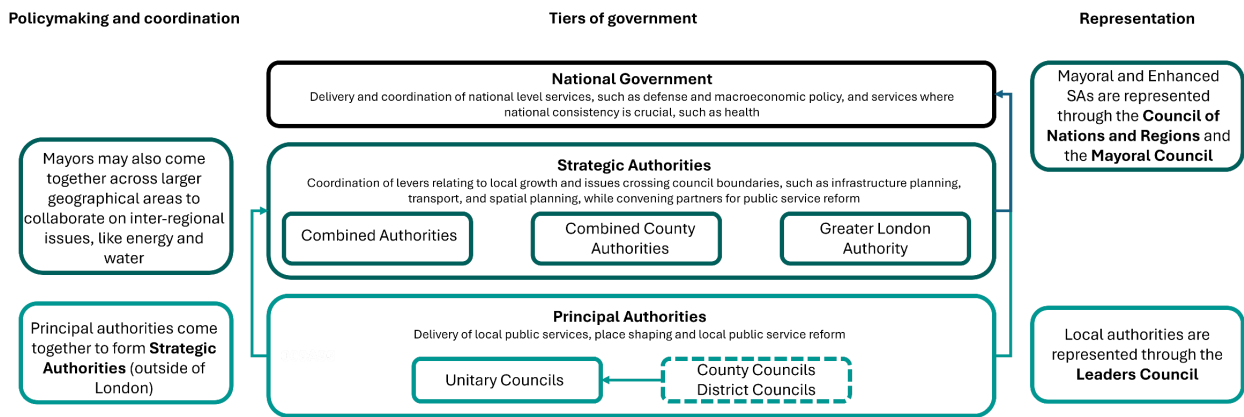 Policymaking and coordination
Tiers of government
Representation
National Government
Delivery and coordination of national level services, such as defense and macroeconomic policy, and services where
national consistency is crucial, such as health
Mayoral and Enhanced
SAs are represented
through the Council of
Nations and Regions and
the Mayoral Council
Mayors may also come
together across larger
geographical areas to
collaborate on inter-regional
issues, like energy and
water
Strategic Authorities
Coordination of levers relating to local growth and issues crossing council boundaries, such as infrastructure planning,
transport, and spatial planning, while convening partners for public service reform
Combined Authorities
Combined County
Authorities
Greater London
Authority
Principal authorities come
together to form Strategic
Authorities (outside of
London)
Principal Authorities
Delivery of local public services, place shaping and local public service reform
Unitary Councils
County Councils
District Councils
Local authorities are
represented through the
Leaders Council